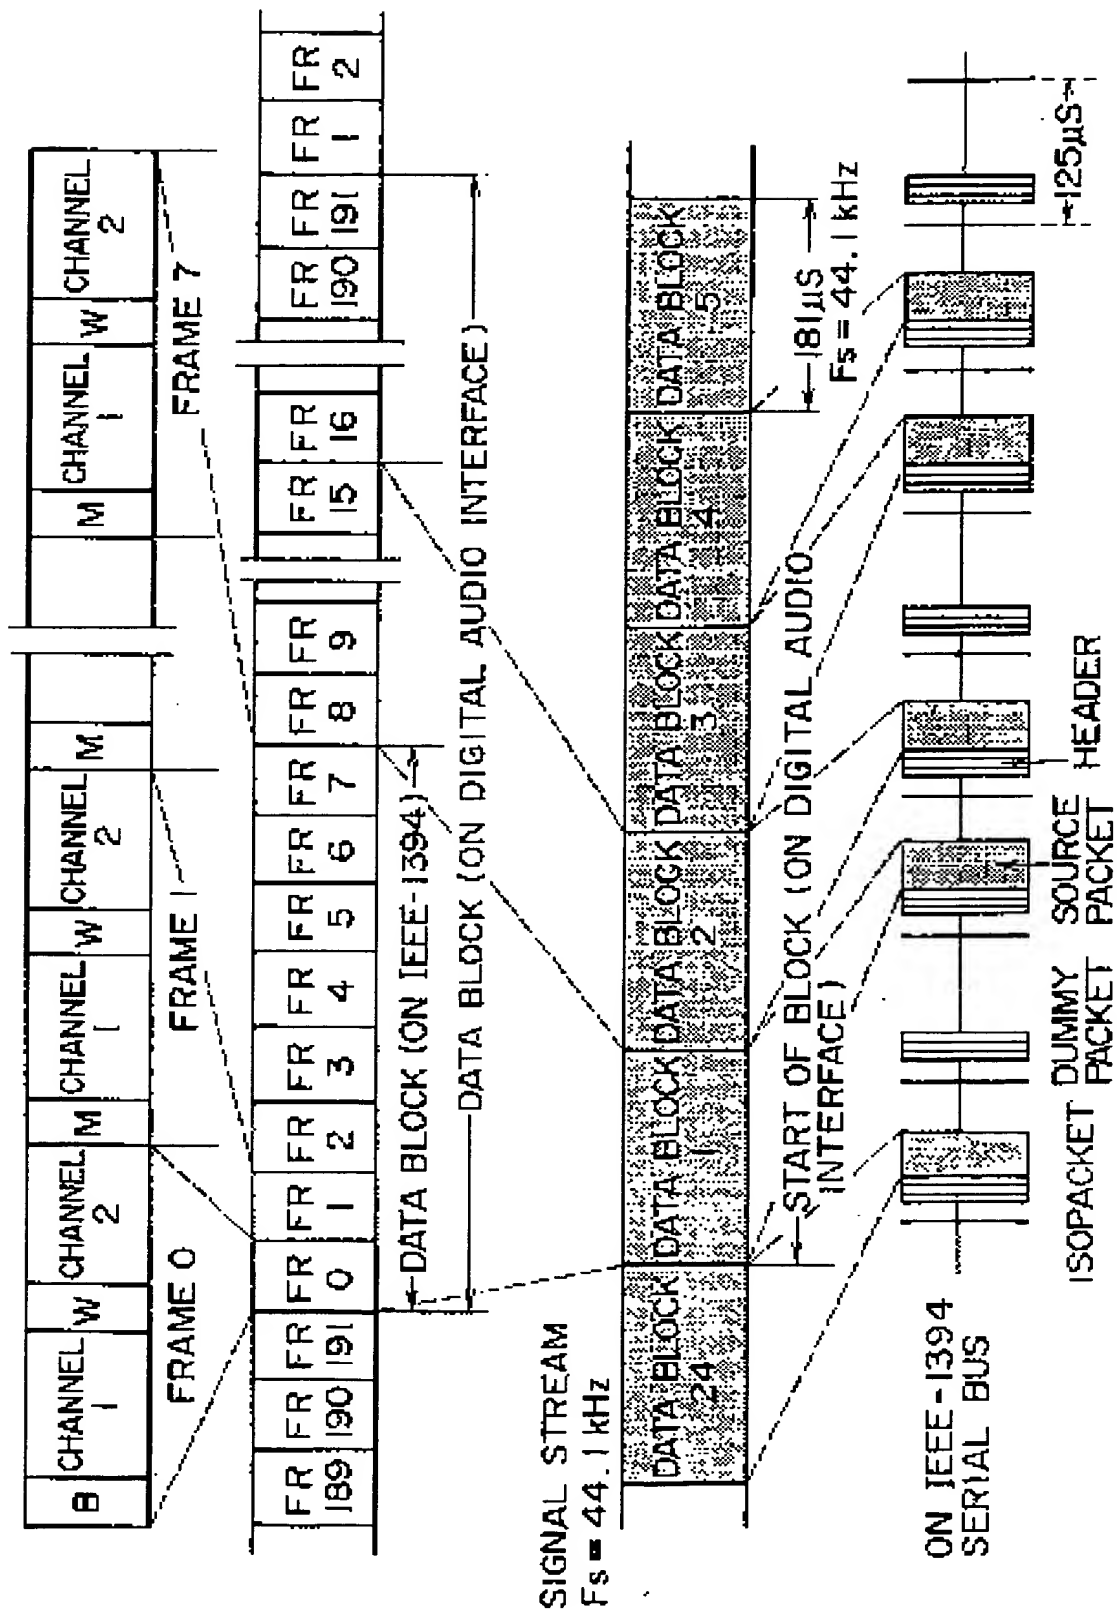 B
CHANNEL 1
W
CHANNEL 2
M
CHANNEL 1
W
CHANNEL 2
M
M
CHANNEL 1
W
CHANNEL 2
FRAME 0
FRAME 1
FRAME 7
FR 189
FR 190
FR 191
FR 0
FR 1
FR 2
FR 3
FR 4
FR 5
FR 6
FR 7
FR 8
FR 9
FR 15
FR 16
FR 190
FR 191
FR 1
FR 2
DATA BLOCK (ON IEEE-1394)
DATA BLOCK (ON DIGITAL AUDIO INTERFACE)
SIGNAL STREAM
Fs=44.1kHz
DATA BLOCK 24
DATA BLOCK 1
DATA BLOCK 2
DATA BLOCK 3
DATA BLOCK 4
DATA BLOCK 5
START OF BLOCK (ON DIGITAL AUDIO
INTERFACE)
181µS
Fs=44.1kHz
ON IEEE-1394
SERIAL BUS
125µS
ISOPACKET
DUMMY
PACKET
SOURCE
PACKET
HEADER